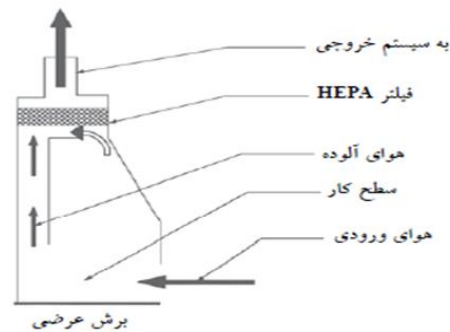 به سیستم خروجی
فیلتر HEPA
هوای آلوده
سطح کار
هوای ورودی
برش عرضی